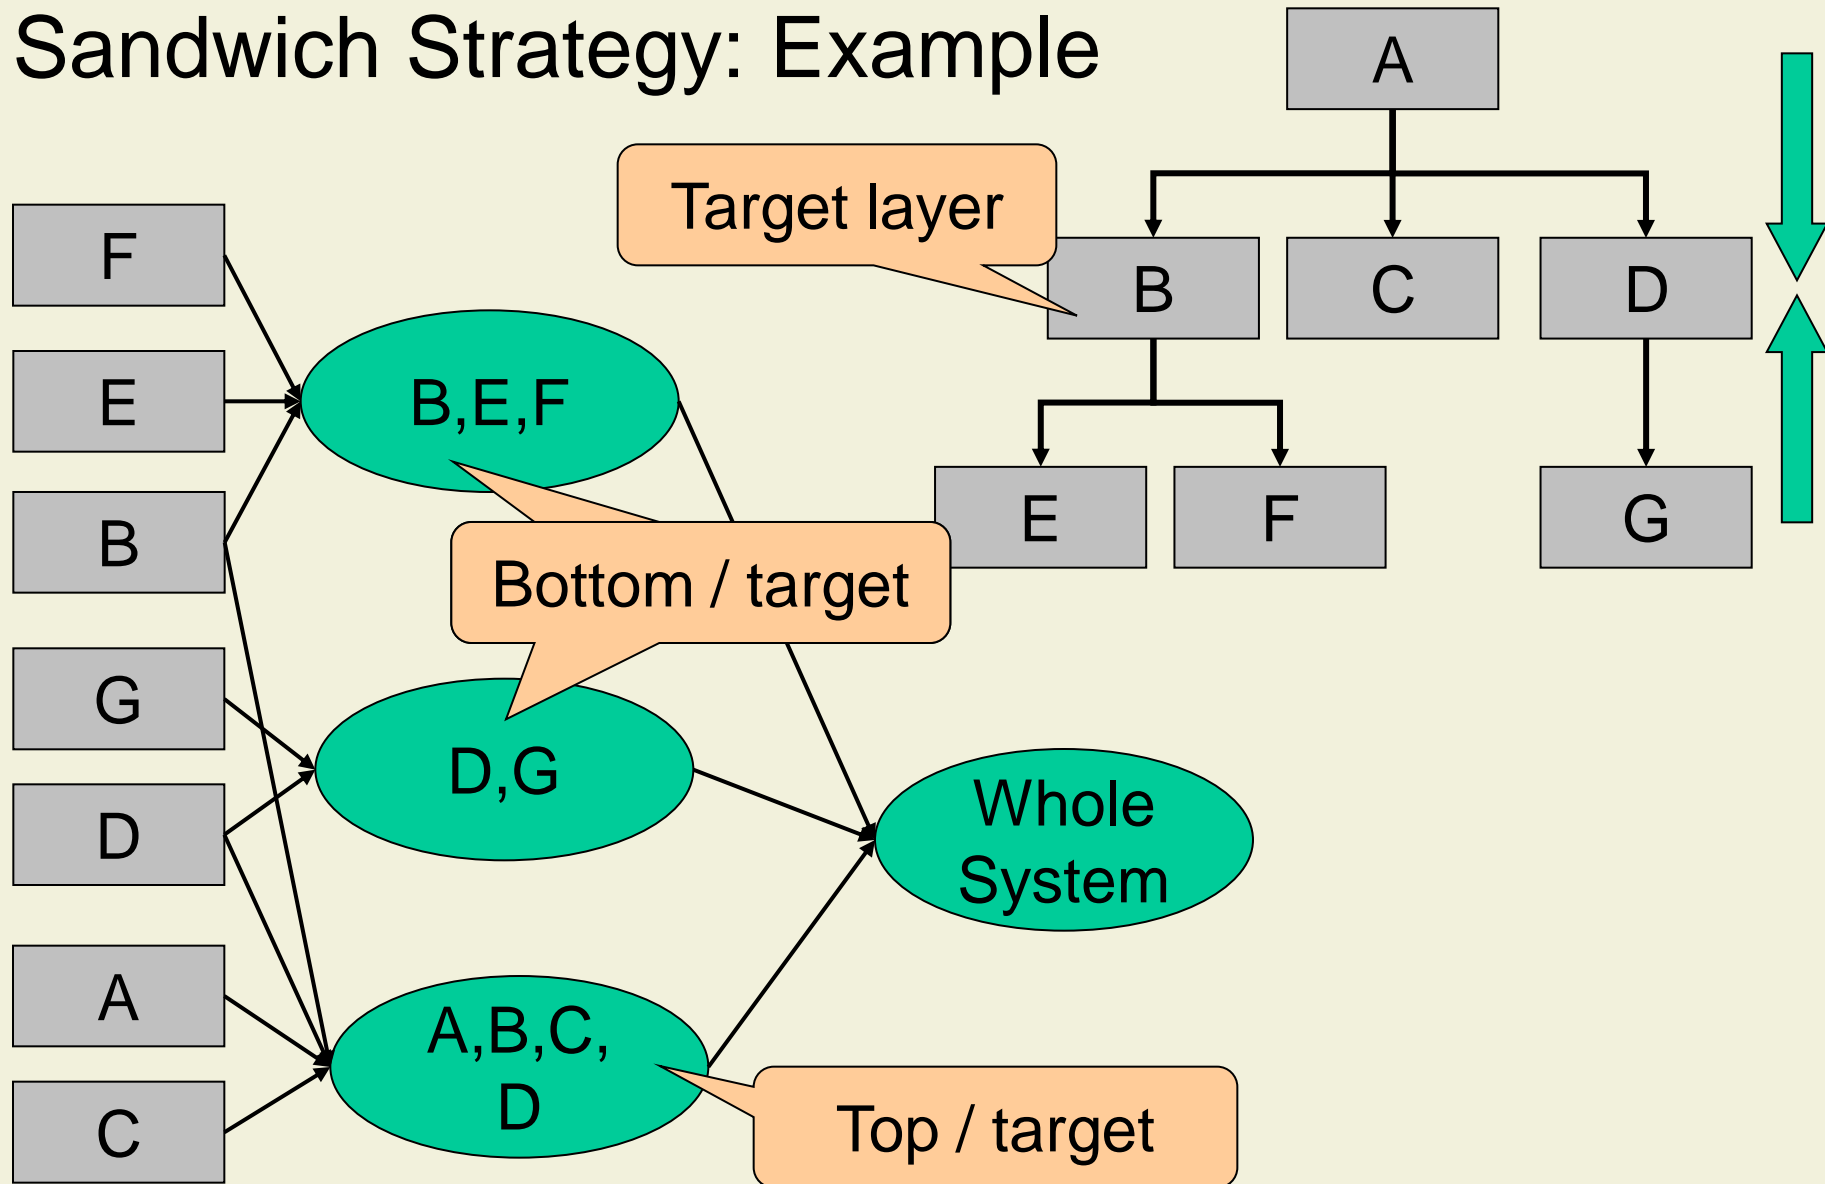 Sandwich Strategy: Example
A
Target layer
B
C
D
E
F
G
F
E
B
G
D
A
C
B,E,F
Bottom / target
D,G
Whole
System
A,B,C,
D
Top / target